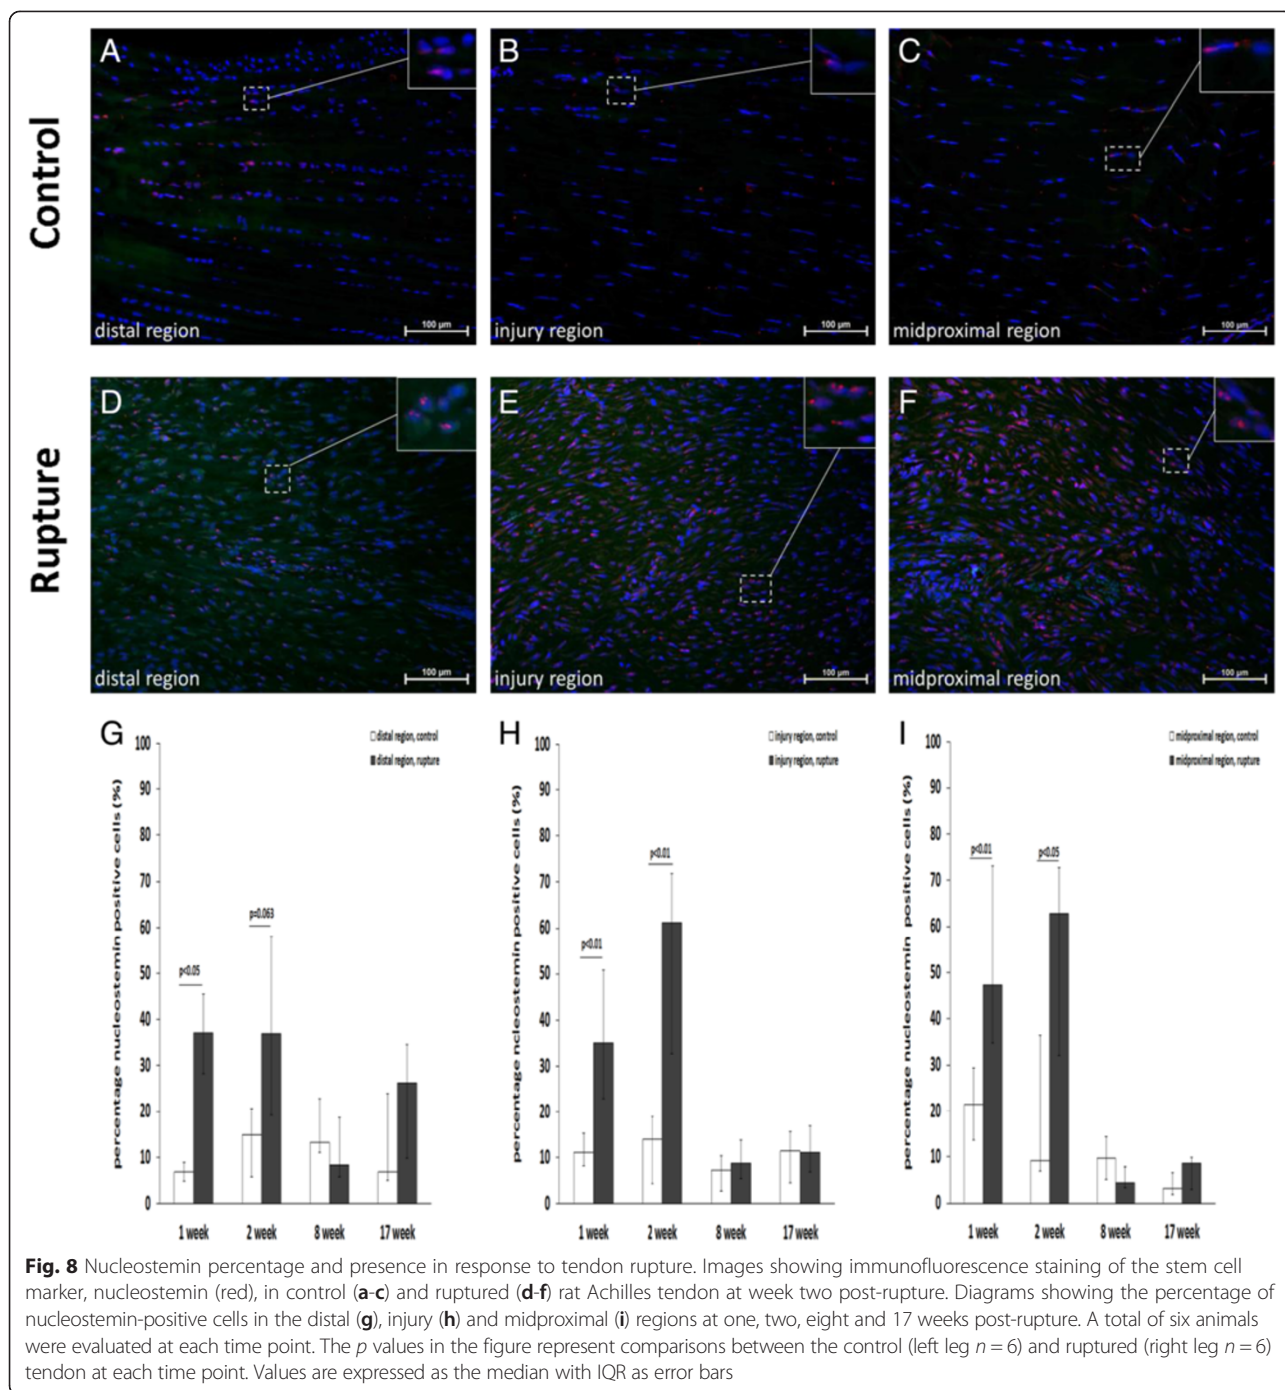 Control
A
distal region
100 µm
B
injury region
100 µm
C
midproximal region
100 µm
Rupture
D
distal region
100 µm
E
injury region
100 µm
F
midproximal region
100 µm
G
distal region, control
distal region, rupture
percentage nucleostemin positive cells (%)
100
90
80
70
60
50
40
30
20
10
0
p<0.05
p=0.063
1 week 2 week 8 week 17 week
H
injury region, control
injury region, rupture
percentage ncleostemin positive cells (%)
100
90
80
70
60
50
40
30
20
10
0
p<0.01
p<0.01
1 week 2 week 8 week 17 week
I
midproximal region, control
midproximal region, rupture
percentage nucleostemin positive cells (%)
100
90
80
70
60
50
40
30
20
10
0
p<0.01
p<0.05
1 week 2 week 8 week 17 week
Fig. 8 Nucleostemin percentage and presence in response to tendon rupture. Images showing immunofluorescence staining of the stem cell
marker, nucleostemin (red), in control (a-c) and ruptured (d-f) rat Achilles tendon at week two post-rupture. Diagrams showing the percentage of
nucleostemin-positive cells in the distal (g), injury (h) and midproximal (i) regions at one, two, eight and 17 weeks post-rupture. A total of six animals
were evaluated at each time point. The p values in the figure represent comparisons between the control (left leg n = 6) and ruptured (right leg n = 6)
tendon at each time point. Values are expressed as the median with IQR as error bars